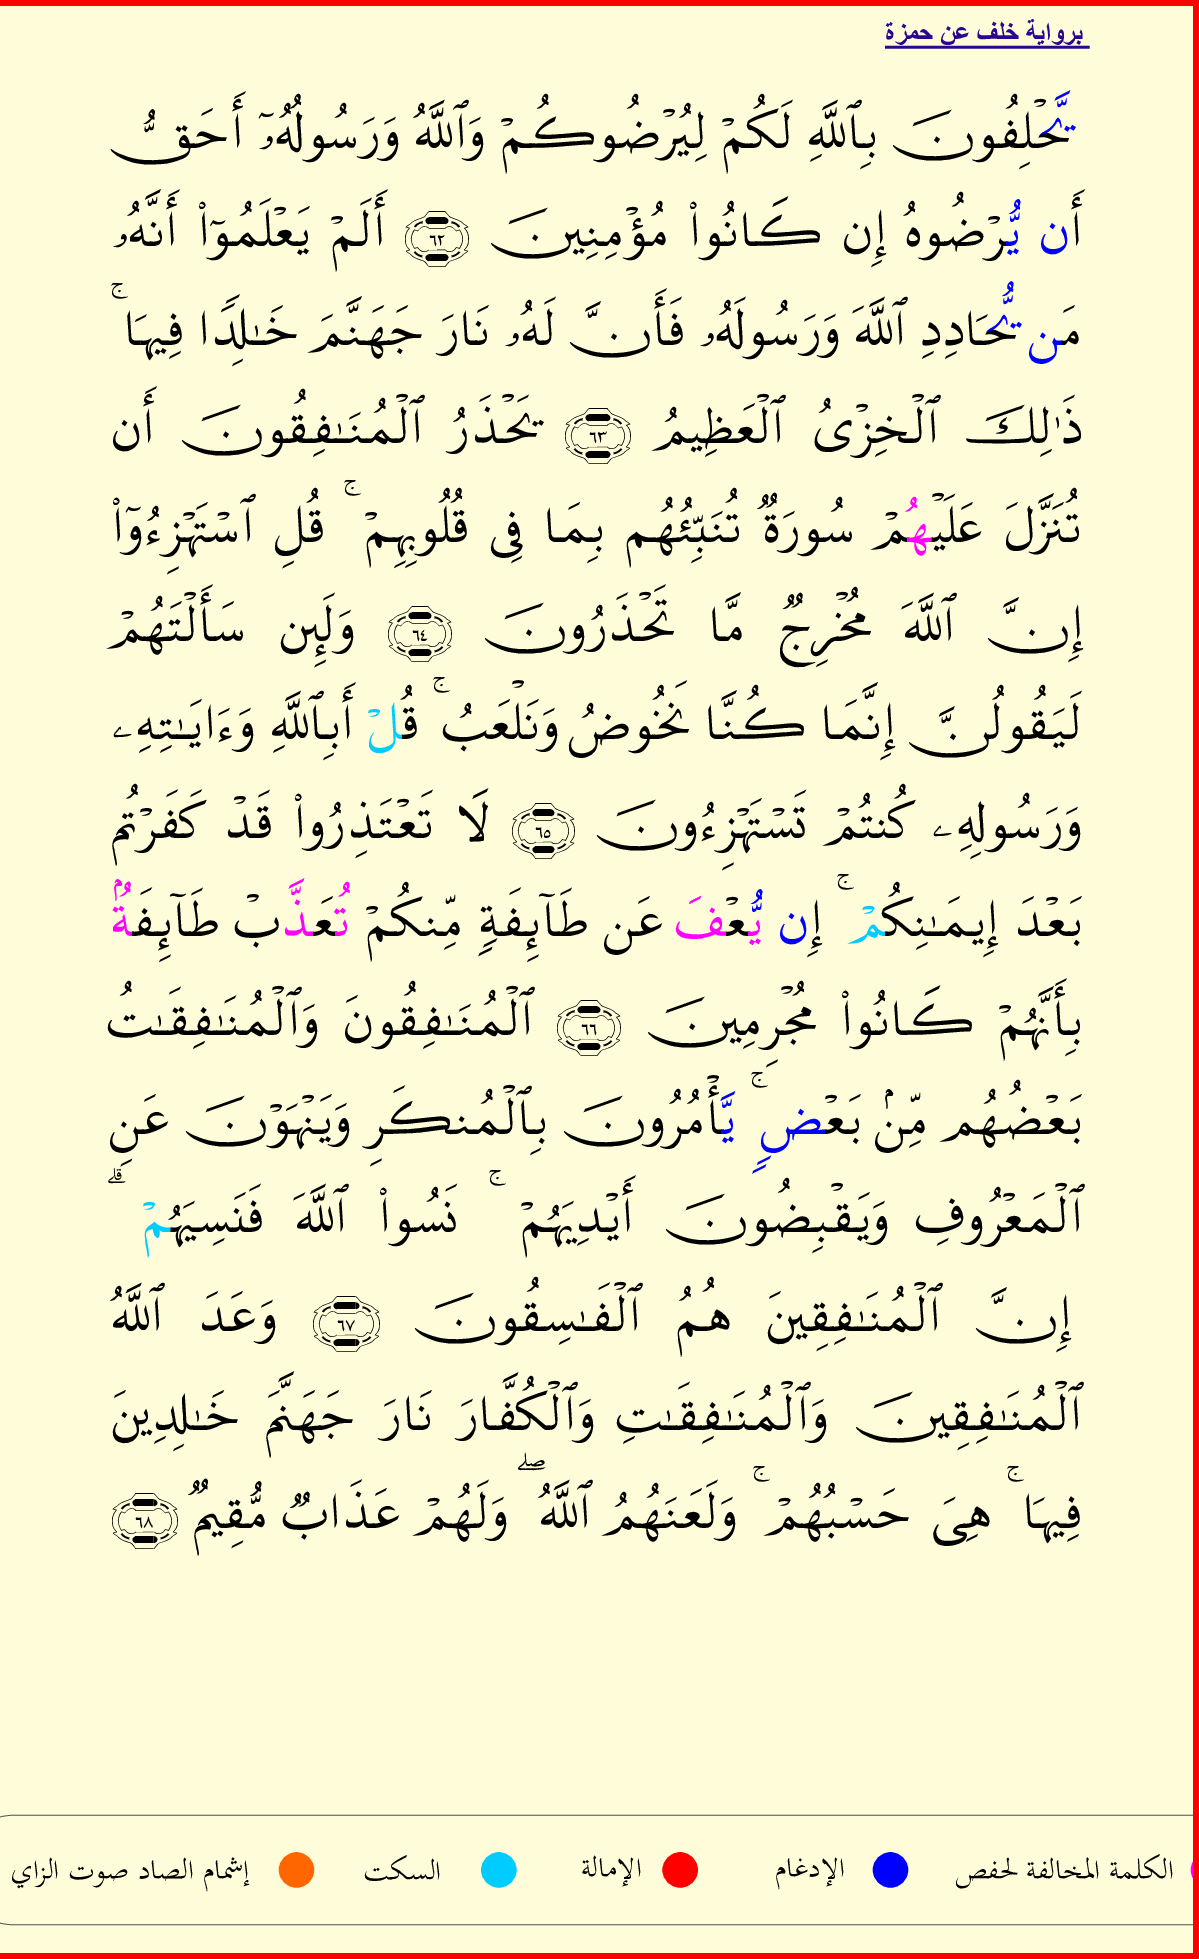 برواية خلف عن حمزة
يَّحۡلِفُونَ بِٱللَّهِ لَكُمۡ لِيُرۡضُوكُمۡ وَٱللَّهُ وَرَسُولُهُۥٓ أَحَقُّ
أَن يُّرۡضُوهُ إِن كَانُواْ مُؤۡمِنِينَ ٦٢ أَلَمۡ يَعۡلَمُوٓاْ أَنَّهُۥ
مَن يُّحَادِدِ ٱللَّهَ وَرَسُولَهُۥ فَأَنَّ لَهُۥ نَارَ جَهَنَّمَ خَٰلِدٗا فِيهَاۚ
ذَٰلِكَ ٱلۡخِزۡيُ ٱلۡعَظِيمُ ٦٣ يَحۡذَرُ ٱلۡمُنَٰفِقُونَ أَن
تُنَزَّلَ عَلَيۡهُمۡ سُورَةٞ تُنَبِّئُهُم بِمَا فِي قُلُوبِهِمۡۚ قُلِ ٱسۡتَهۡزِءُوٓاْ
إِنَّ ٱللَّهَ مُخۡرِجٞ مَّا تَحۡذَرُونَ ٦٤ وَلَئِن سَأَلۡتَهُمۡ
لَيَقُولُنَّ إِنَّمَا كُنَّا نَخُوضُ وَنَلۡعَبُۚ قُلۡ أَبِٱللَّهِ وَءَايَٰتِهِۦ
وَرَسُولِهِۦ كُنتُمۡ تَسۡتَهۡزِءُونَ ٦٥ لَا تَعۡتَذِرُواْ قَدۡ كَفَرۡتُم
بَعۡدَ إِيمَٰنِكُمۡۚ إِن يُّعۡفَ عَن طَآئِفَةٖ مِّنكُمۡ تُعَذَّبۡ طَآئِفَةُۢ
بِأَنَّهُمۡ كَانُواْ مُجۡرِمِينَ ٦٦ ٱلۡمُنَٰفِقُونَ وَٱلۡمُنَٰفِقَٰتُ
بَعۡضُهُم مِّنۢ بَعۡضٖۚ يَّأۡمُرُونَ بِٱلۡمُنكَرِ وَيَنۡهَوۡنَ عَنِ
ٱلۡمَعۡرُوفِ وَيَقۡبِضُونَ أَيۡدِيَهُمۡۚ نَسُواْ ٱللَّهَ فَنَسِيَهُمۡۗ
إِنَّ ٱلۡمُنَٰفِقِينَ هُمُ ٱلۡفَٰسِقُونَ ٦٧ وَعَدَ ٱللَّهُ
ٱلۡمُنَٰفِقِينَ وَٱلۡمُنَٰفِقَٰتِ وَٱلۡكُفَّارَ نَارَ جَهَنَّمَ خَٰلِدِينَ
فِيهَاۚ هِيَ حَسۡبُهُمۡۚ وَلَعَنَهُمُ ٱللَّهُۖ وَلَهُمۡ عَذَابٞ مُّقِيمٞ ٦٨
الكلمة المخالفة لحفص الإدغام الإمالة السكت إشمام الصاد صوت الزاي